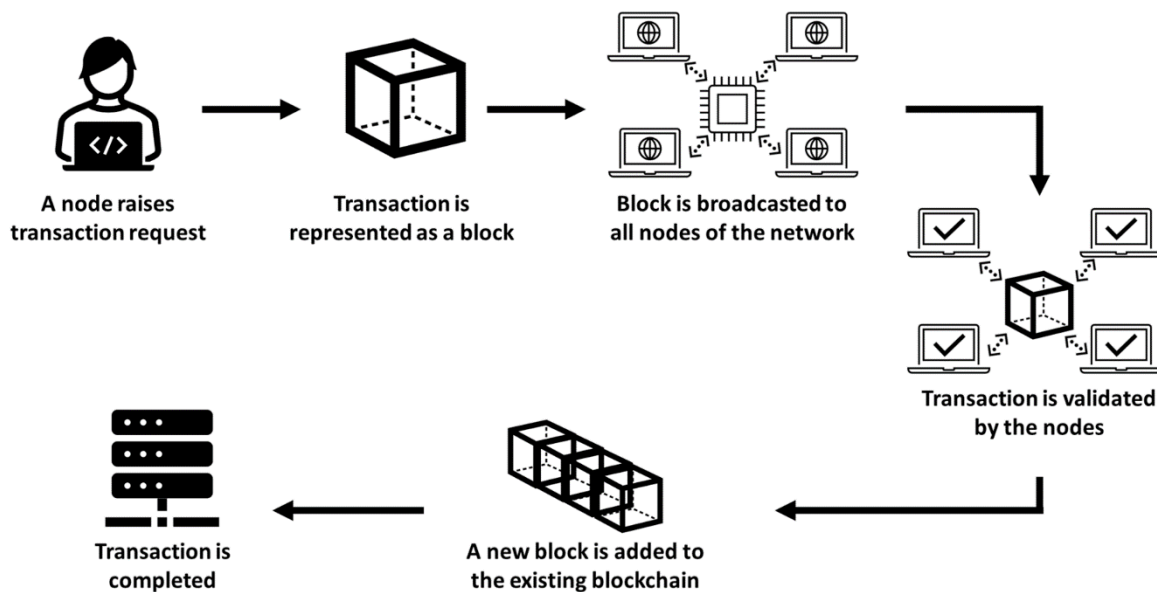 </>
A node raises
transaction request
Transaction is
represented as a block
Block is broadcasted to
all nodes of the network
Transaction is validated
by the nodes
A new block is added to
the existing blockchain
Transaction is
completed